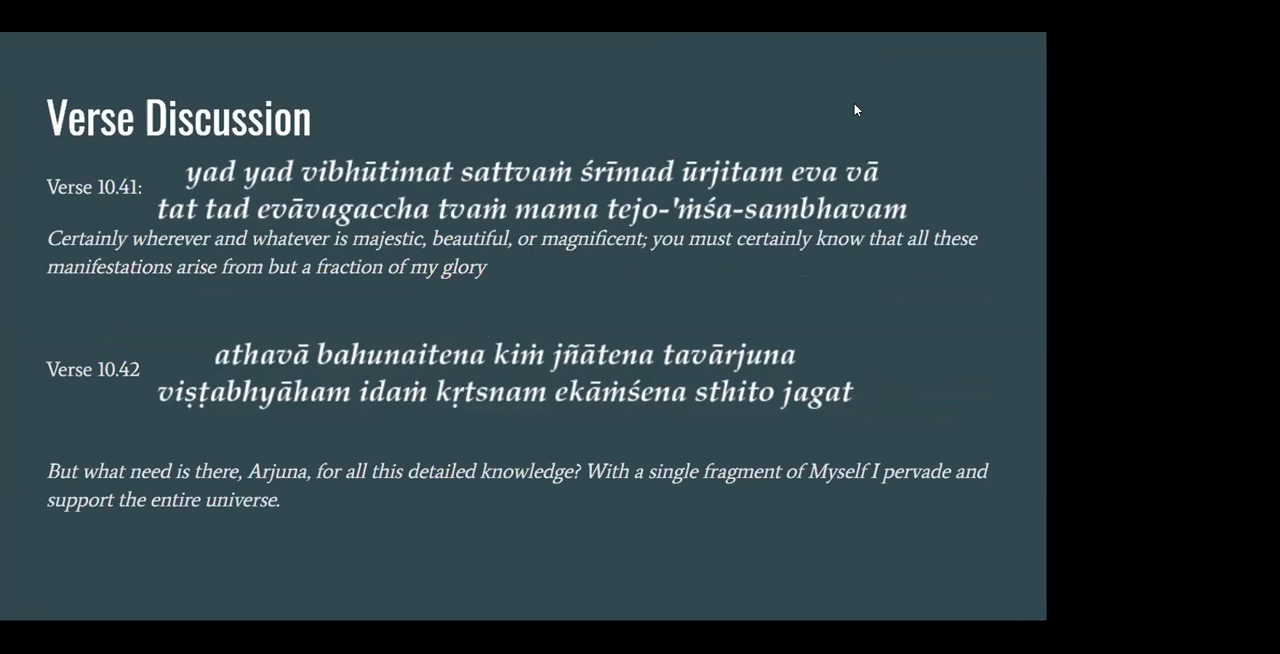 Verse Discussion
yad yad vibhūtimat sattvaṁ śrīmad ūrjitam eva vā
Verse 10.41:
tat tad evāvagaccha tvaṁ mama tejo-'ṁśa-sambhavam
Certainly wherever and whatever is majestic, beautiful, or magnificent; you must certainly know that all these
manifestations arise from but a fraction of my glory
athavā bahunaitena kiṁ jñātena tavārjuna
Verse 10.42
viṣṭabhyāham idaṁ kṛtsnam ekāṁśena sthito jagat
But what need is there, Arjuna, for all this detailed knowledge? With a single fragment of Myself I pervade and
support the entire universe.